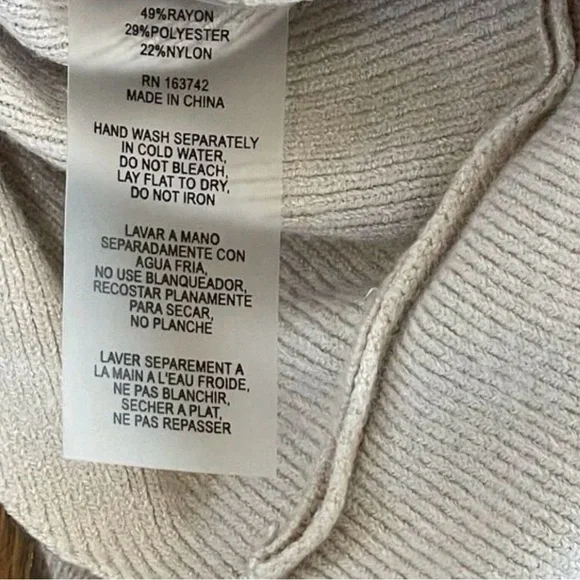 49%RAYON
29%POLYESTER
22%NYLON
RN 163742
MADE IN CHINA
HAND WASH SEPARATELY
IN COLD WATER,
DO NOT BLEACH,
LAY FLAT TO DRY,
DO NOT IRON
LAVAR A MANO
SEPARADAMENTE CON
AGUA FRIA,
NO USE BLANQUEADOR,
RECOSTAR PLANAMENTE
PARA SECAR,
NO PLANCHE
LAVER SEPAREMENT A
LA MAIN A L'EAU FROIDE,
NE PAS BLANCHIR,
SECHER A PLAT,
NE PAS REPASSER